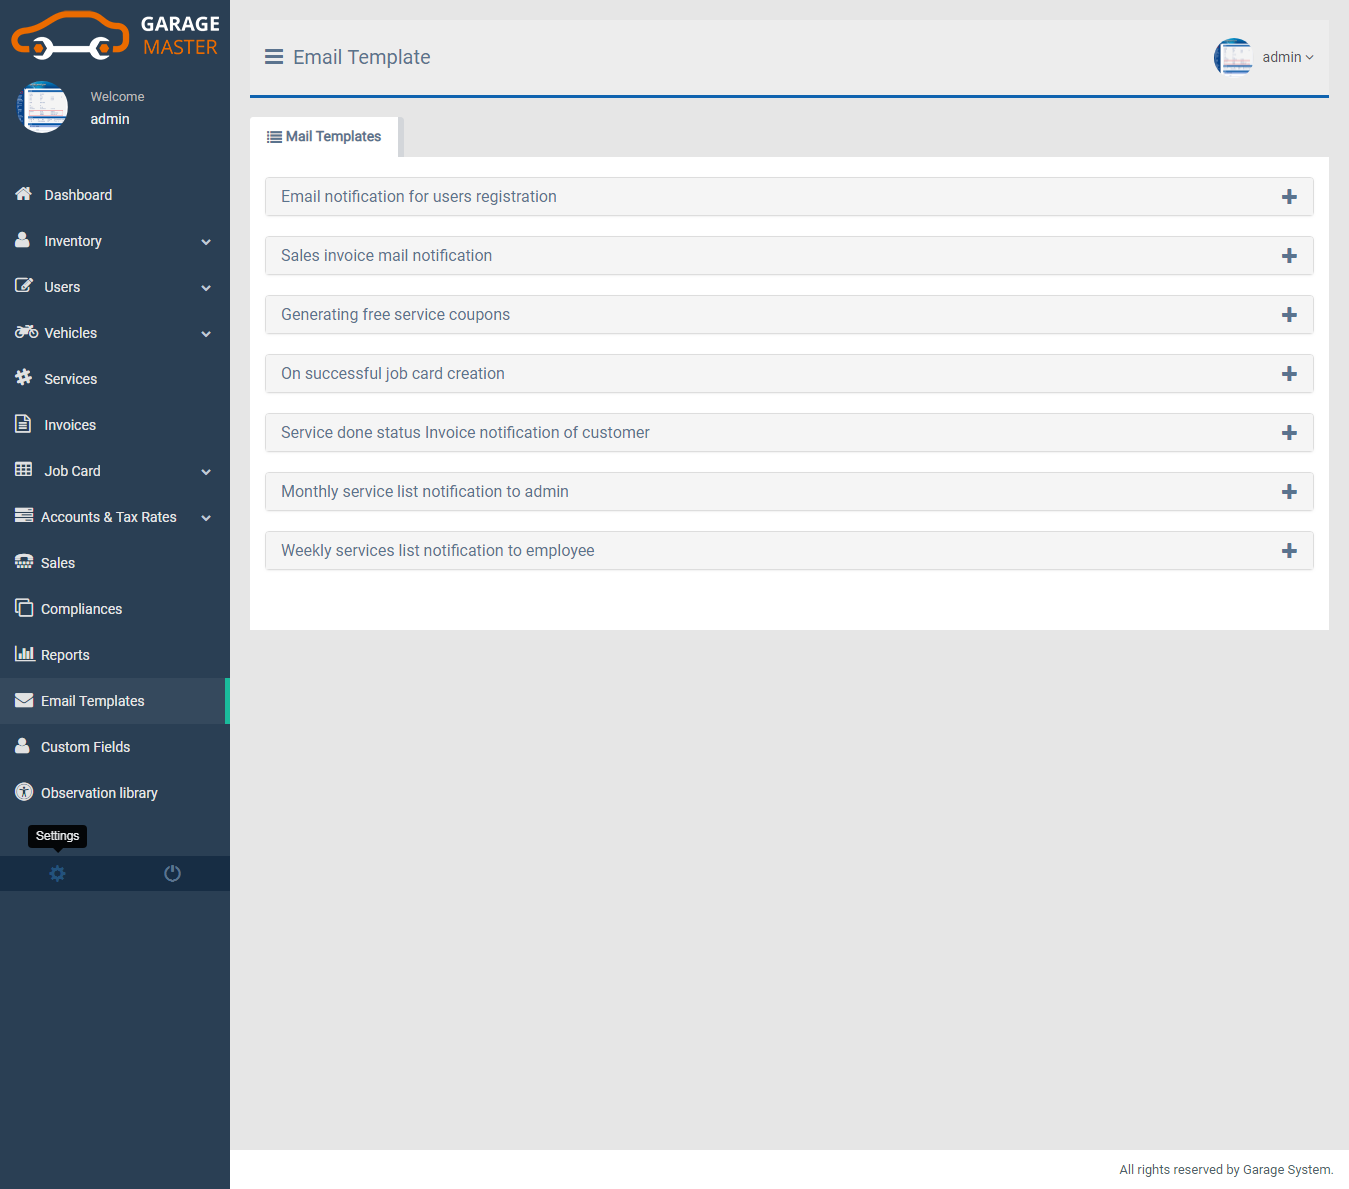 GARAGE
MASTER
Welcome
admin
Dashboard
Inventory
Users
Vehicles
Services
Invoices
Job Card
Accounts & Tax Rates
Sales
Compliances
Reports
Email Templates
Custom Fields
Observation library
Settings
Email Template
admin
Mail Templates
Email notification for users registration
Sales invoice mail notification
Generating free service coupons
On successful job card creation
Service done status Invoice notification of customer
Monthly service list notification to admin
Weekly services list notification to employee
All rights reserved by Garage System.